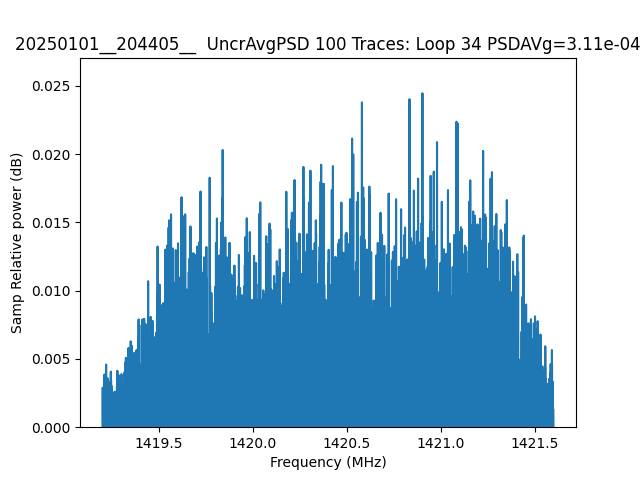 20250101__204405__  UncrAvgPSD 100 Traces: Loop 34 PSDAVg=3.11e-04
0.025
0.020
0.015
0.010
0.005
0.000
Samp Relative power (dB)
1419.5 1420.0 1420.5 1421.0 1421.5
Frequency (MHz)